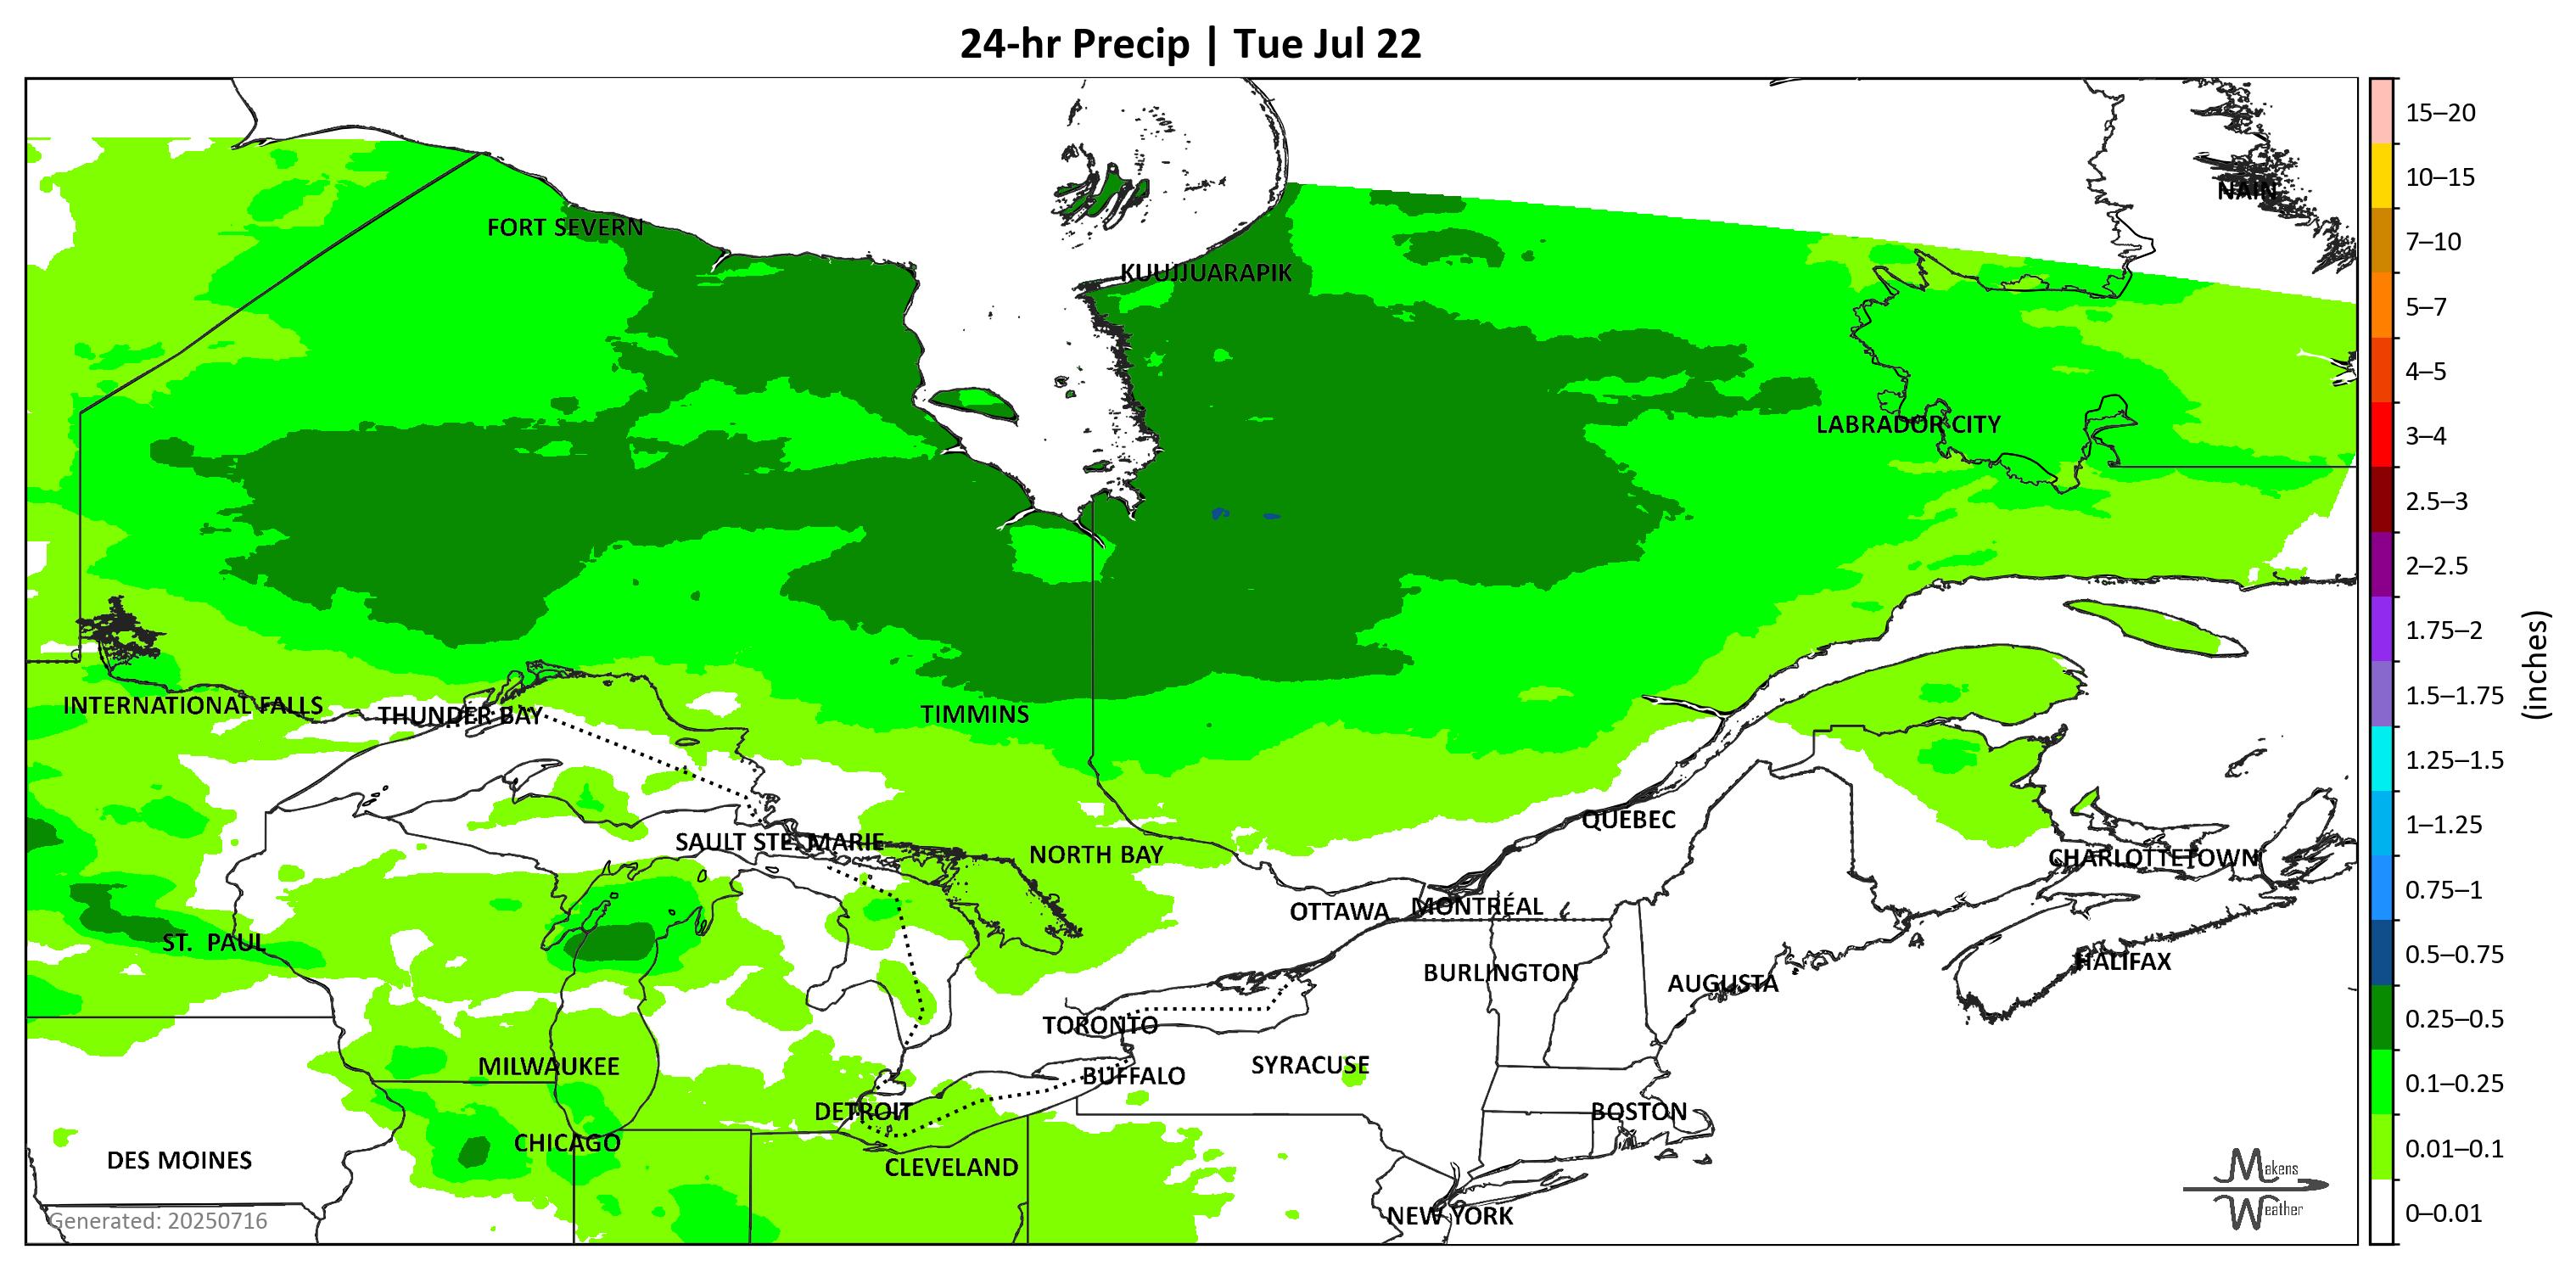 24-hr Precip | Tue Jul 22
NAIN
FORT SEVERN
KUUJJUARAPIK
LABRADOR CITY
INTERNATIONAL FALLS
THUNDER BAY
TIMMINS
QUÉBEC
SAULT STE. MARIE
NORTH BAY
CHARLOTTETOWN
OTTAWA
MONTRÉAL
ST. PAUL
HALIFAX
BURLINGTON
AUGUSTA
TORONTO
MILWAUKEE
SYRACUSE
BUFFALO
DETROIT
BOSTON
CHICAGO
DES MOINES
CLEVELAND
NEW YORK
Generated: 20250716
Makens
Weather
15–20
10–15
7–10
5–7
4–5
3–4
2.5–3
2–2.5
1.75–2
1.5–1.75
1.25–1.5
1–1.25
0.75–1
0.5–0.75
0.25–0.5
0.1–0.25
0.01–0.1
0–0.01
(inches)